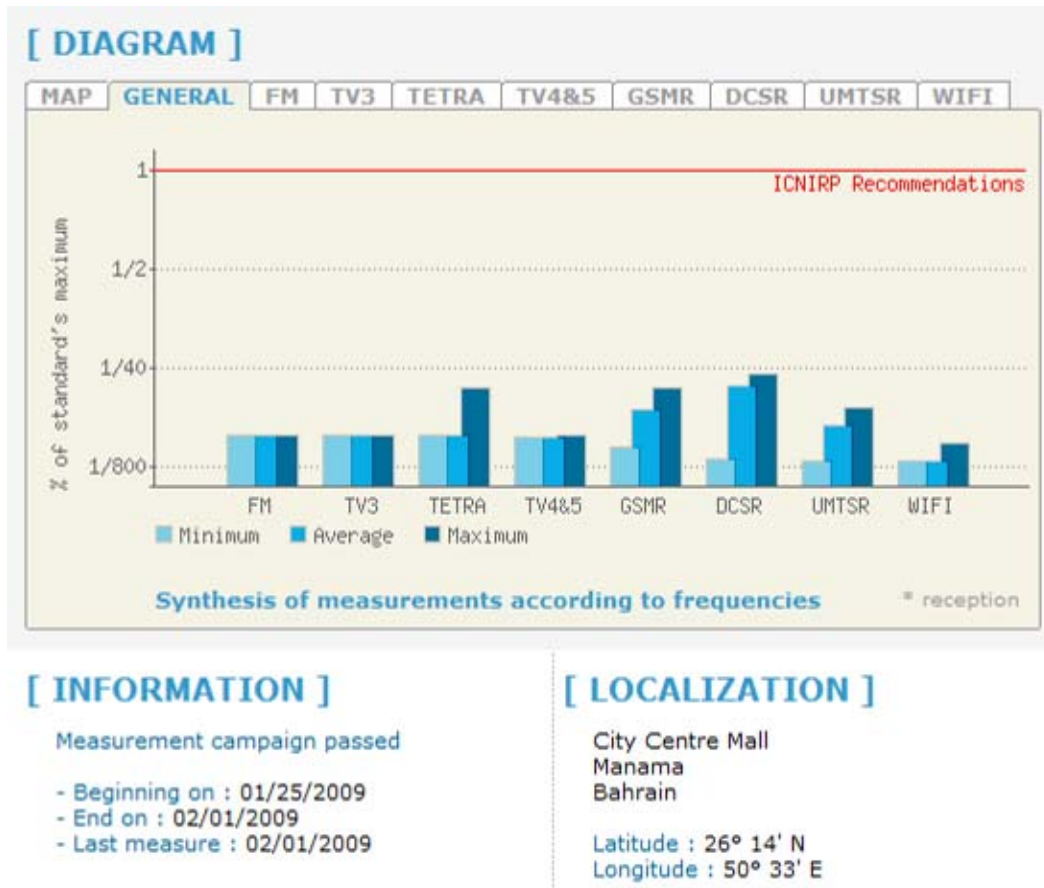 [ DIAGRAM ]
MAP GENERAL FM TV3 TETRA TV4&5 GSMR DCSR UMTSR WIFI
1
ICNIRP Recommendations
1/2
1/40
1/800
% of standard's maximum
FM TV3 TETRA TV4&5 GSMR DCSR UMTSR WIFI
Minimum Average Maximum
Synthesis of measurements according to frequencies
* reception
[ INFORMATION ]
Measurement campaign passed
- Beginning on : 01/25/2009
- End on : 02/01/2009
- Last measure : 02/01/2009
[ LOCALIZATION ]
City Centre Mall
Manama
Bahrain
Latitude : 26° 14' N
Longitude : 50° 33' E